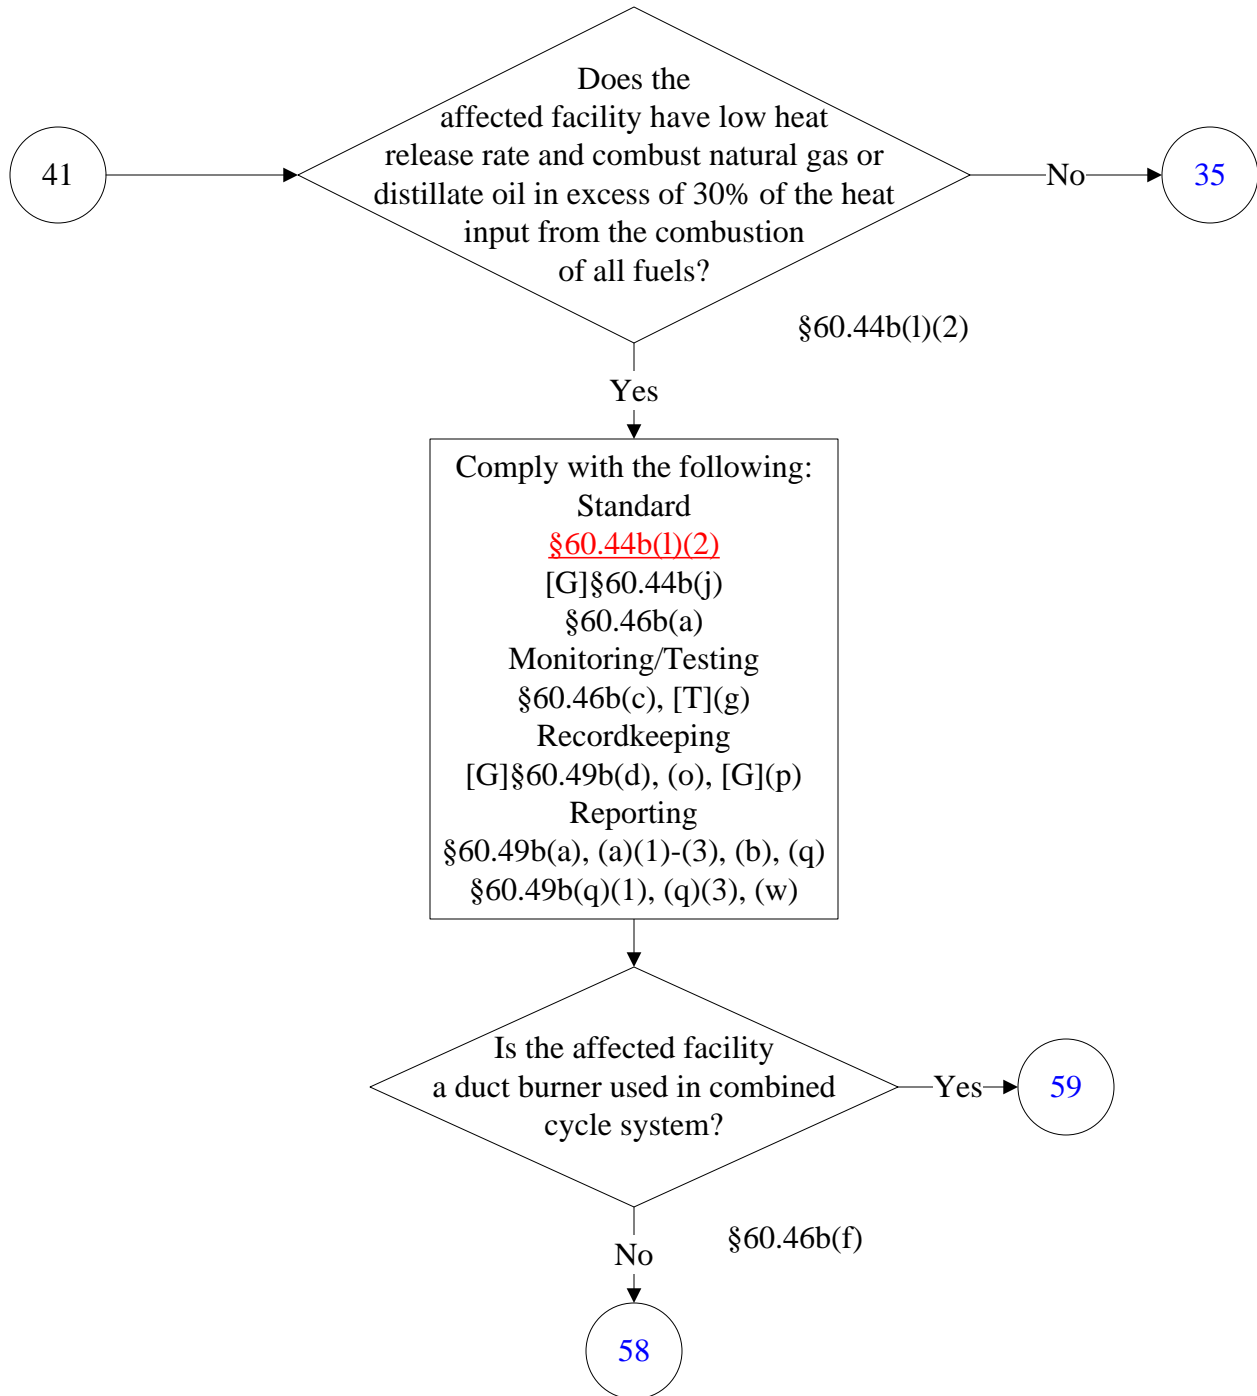 Does the
affected facility have low heat
release rate and combust natural gas or
distillate oil in excess of 30% of the heat
input from the combustion
of all fuels?
41
No
35
§60.44b(l)(2)
Yes
Comply with the following:
Standard
§60.44b(l)(2)
[G]§60.44b(j)
§60.46b(a)
Monitoring/Testing
§60.46b(c), [T](g)
Recordkeeping
[G]§60.49b(d), (o), [G](p)
Reporting
§60.49b(a), (a)(1)-(3), (b), (q)
§60.49b(q)(1), (q)(3), (w)
Is the affected facility
a duct burner used in combined
cycle system?
Yes
59
§60.46b(f)
No
58